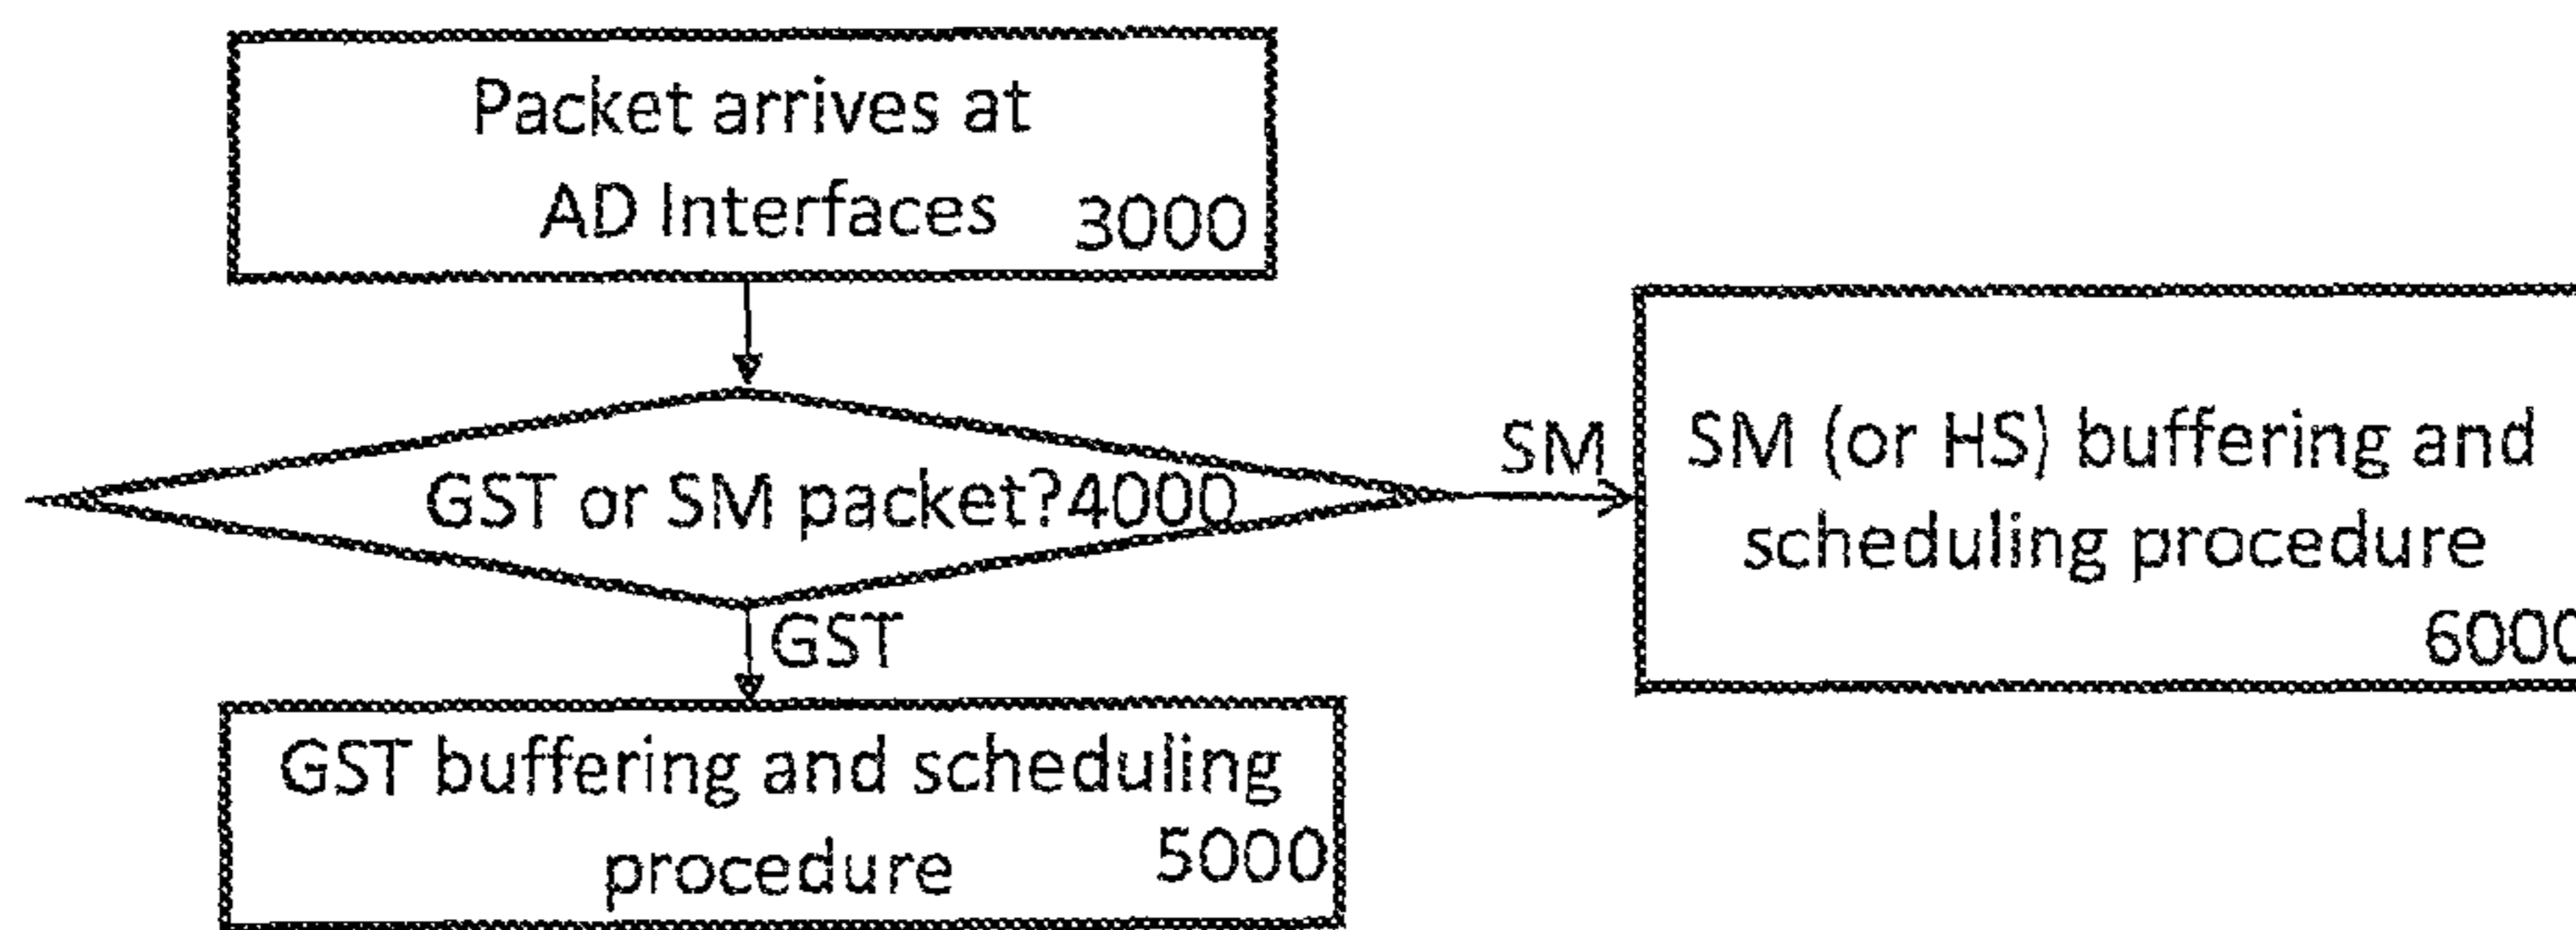 Packet arrives at
AD Interfaces 3000
GST or SM packet?4000
SM
SM (or HS) buffering and
scheduling procedure
6000
GST
GST buffering and scheduling
procedure 5000